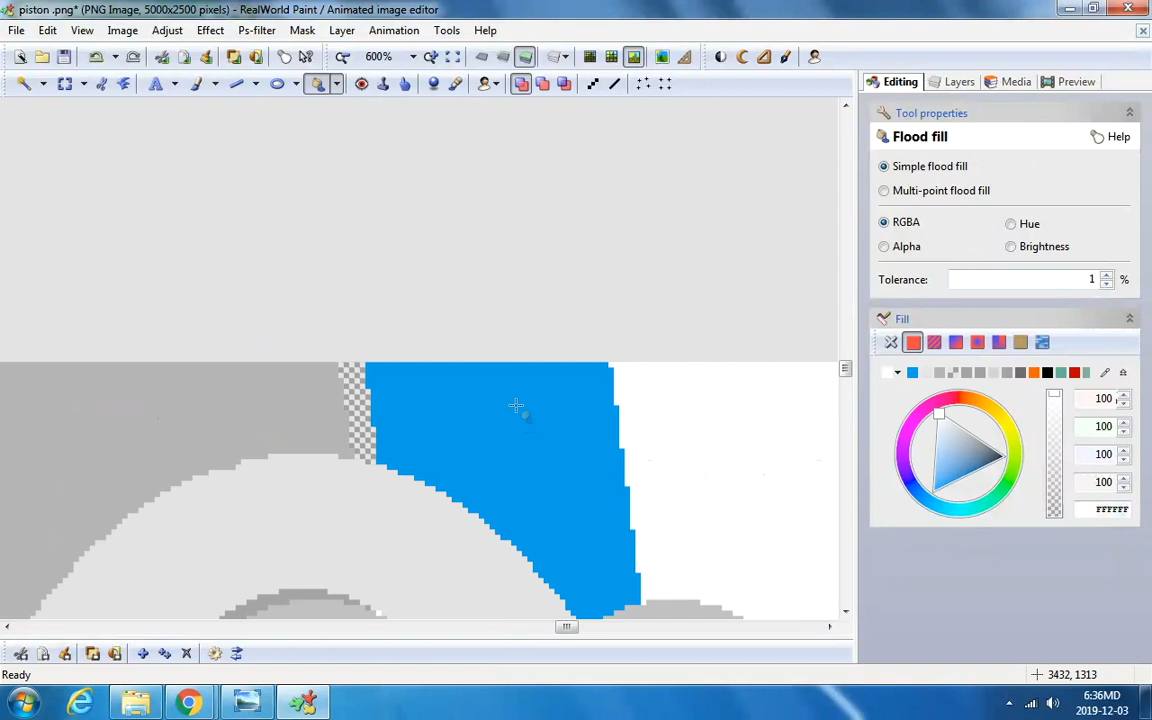 piston .png* (PNG Image, 5000x2500 pixels) - RealWorld Paint / Animated image editor
File Edit View Image Adjust Effect Ps-filter Mask Layer Animation Tools Help
600%
Editing Layers Media Preview
Tool properties
Flood fill Help
Simple flood fill
Multi-point flood fill
RGBA Hue
Alpha Brightness
Tolerance: 1 %
Fill
100
100
100
100
FFFFFF
Ready 3432, 1313
6:36MD
2019-12-03